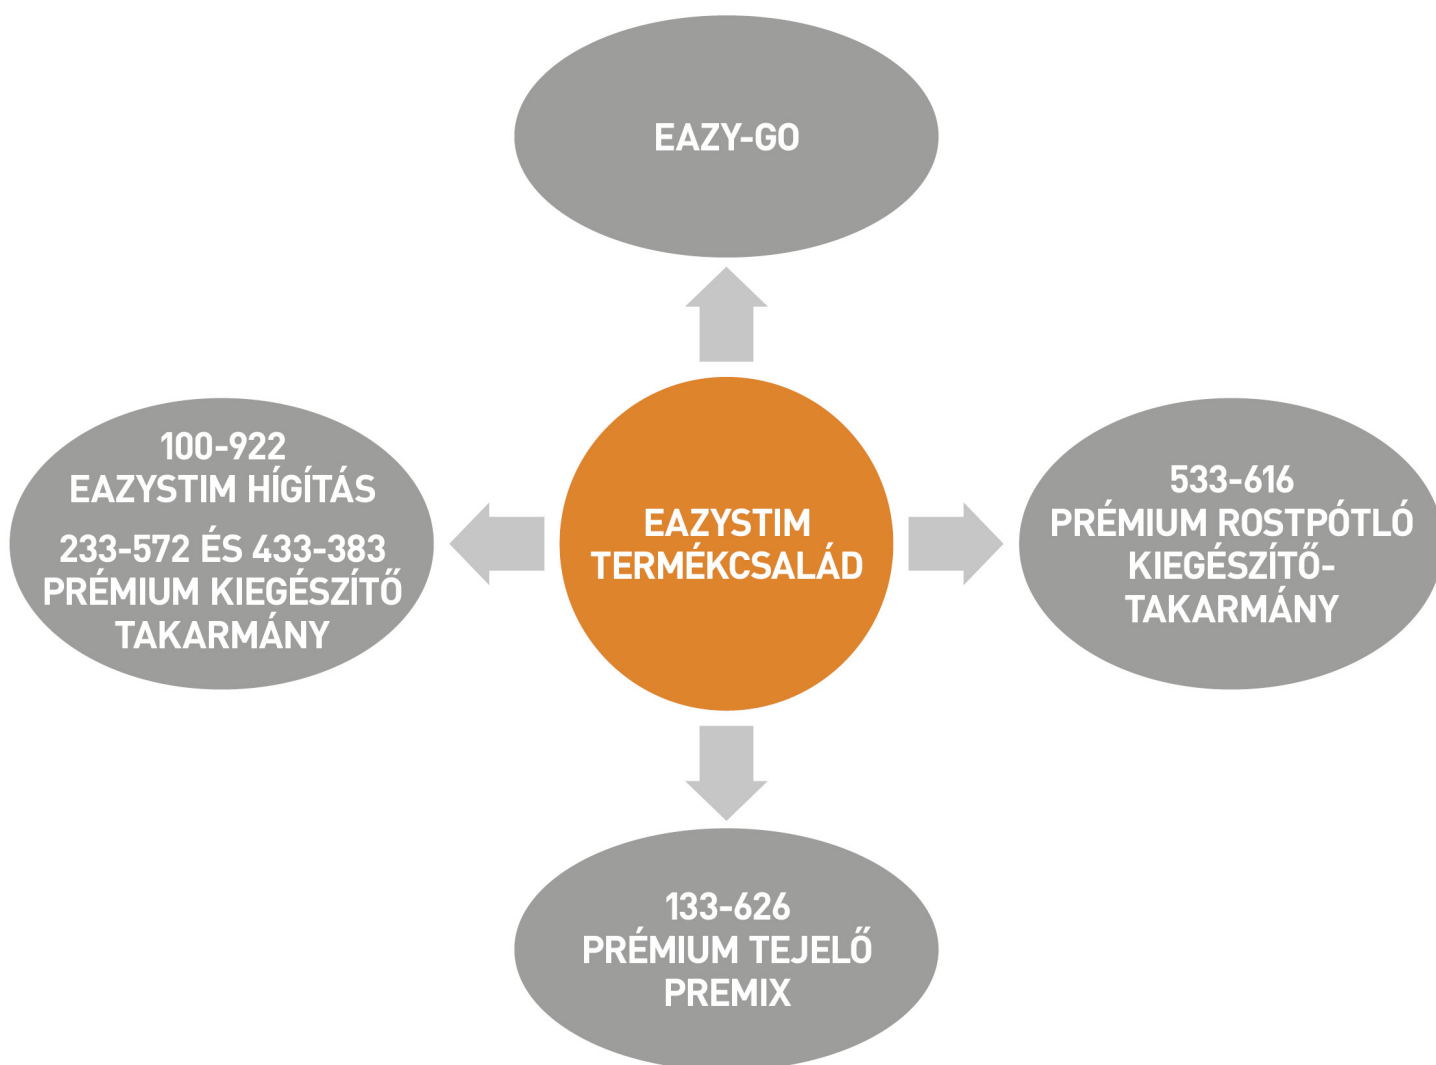 EAZY-GO
100-922
EAZYSTIM HÍGÍTÁS
233-572 ÉS 433-383
PRÉMIUM KIEGÉSZÍTŐ
TAKARMÁNY
EAZYSTIM
TERMÉKCSALÁD
533-616
PRÉMIUM ROSTPÓTLÓ
KIEGÉSZÍTŐ-
TAKARMÁNY
133-626
PRÉMIUM TEJELŐ
PREMIX